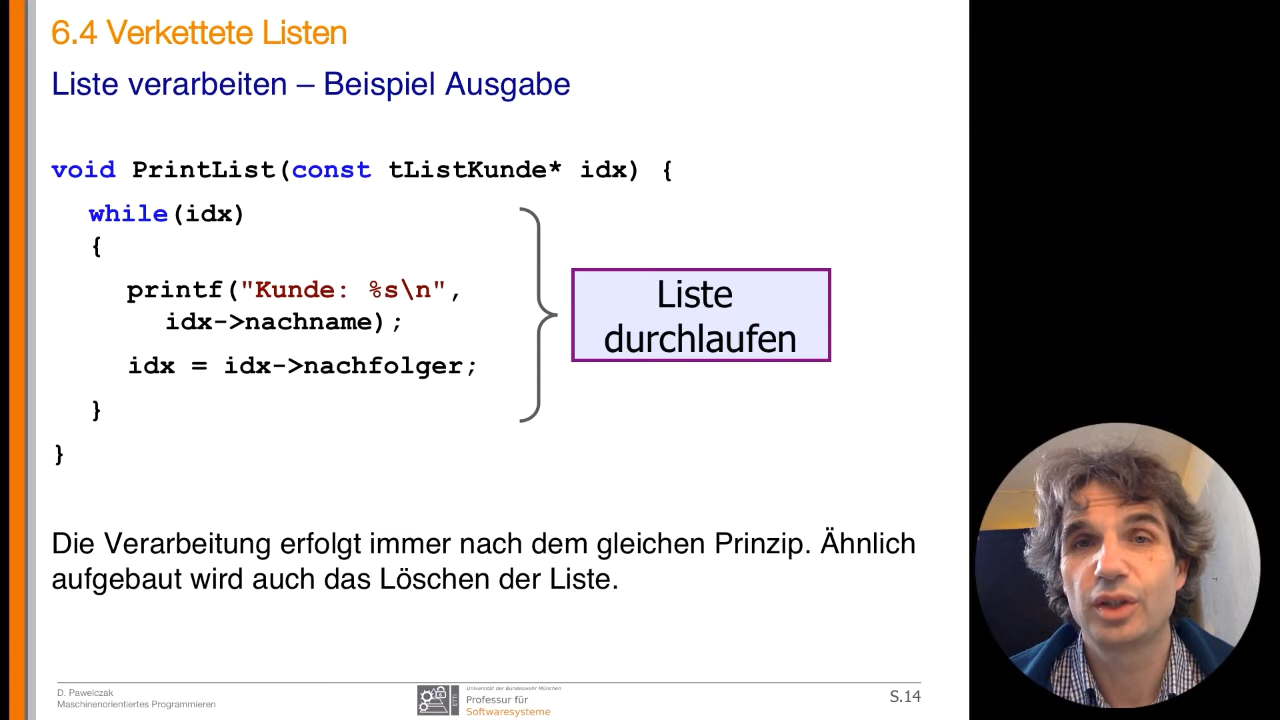 6.4 Verkettete Listen
Liste verarbeiten – Beispiel Ausgabe
void PrintList(const tListKunde* idx) {
while(idx)
{
printf("Kunde: %s\n",
idx->nachname);
idx = idx->nachfolger;
}
}
Liste
durchlaufen
Die Verarbeitung erfolgt immer nach dem gleichen Prinzip. Ähnlich
aufgebaut wird auch das Löschen der Liste.
D. Pawelczak
Maschinenorientiertes Programmieren
ETTI
Universität der Bundeswehr München
Professur für
Softwaresysteme
S.14